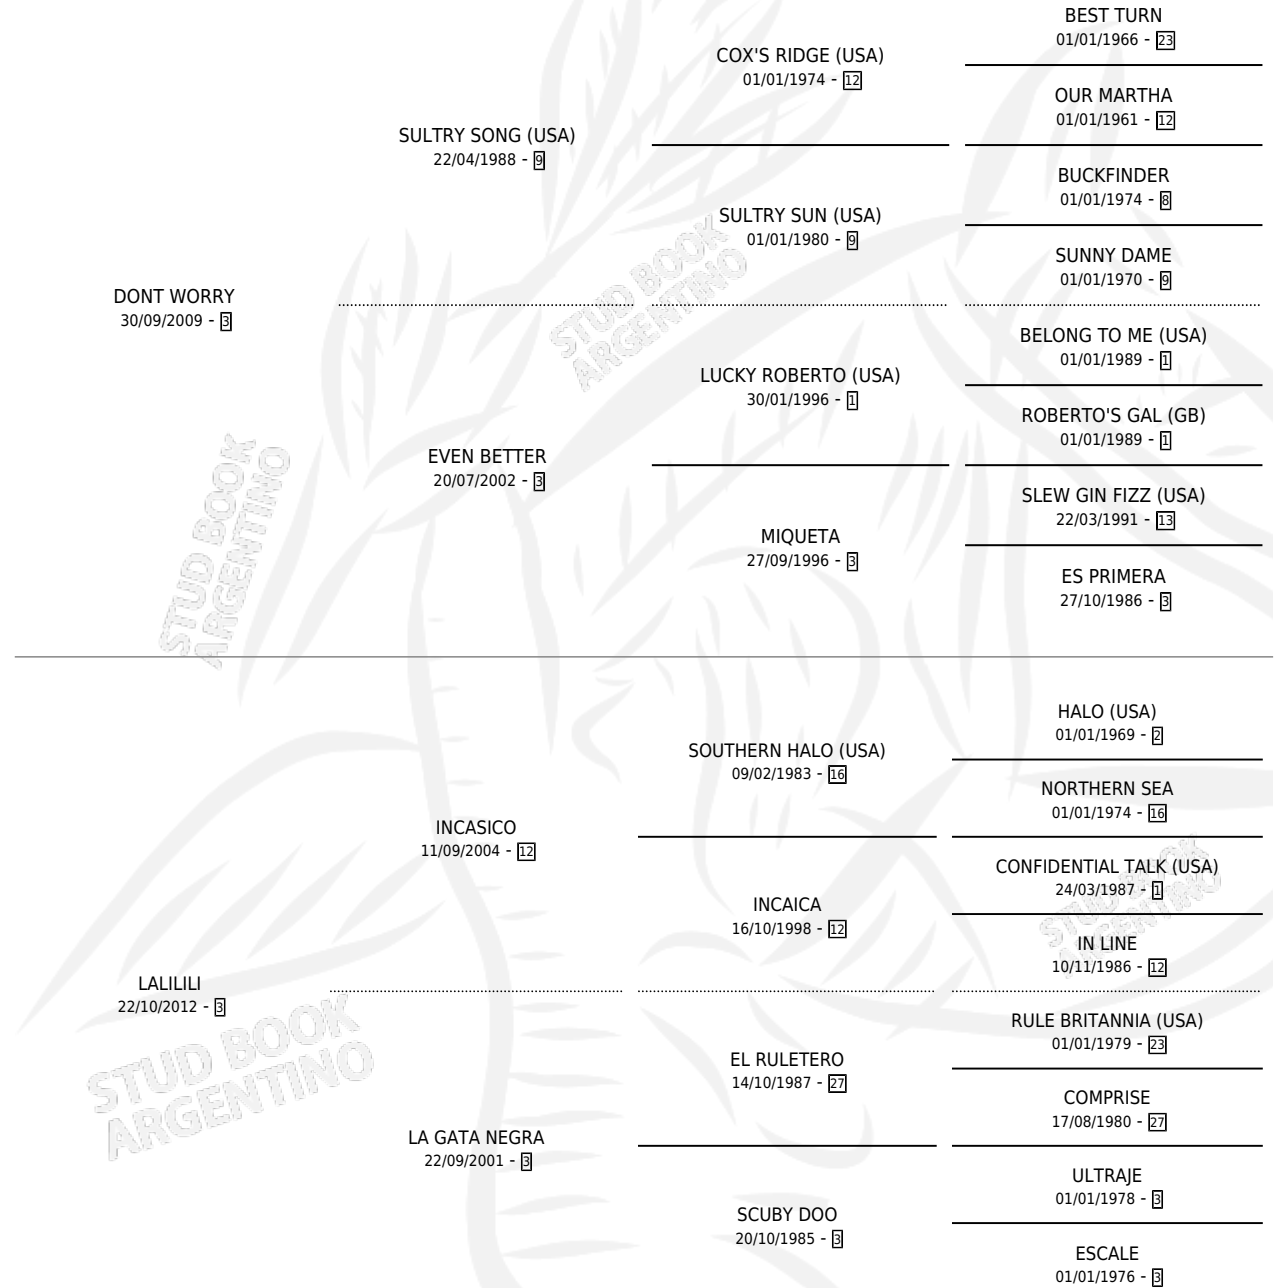 BEST TURN
01/01/1966 - 23
COX'S RIDGE (USA)
01/01/1974 - 12
OUR MARTHA
01/01/1961 - 12
SULTRY SONG (USA)
22/04/1988 - 9
BUCKFINDER
01/01/1974 - 8
SULTRY SUN (USA)
01/01/1980 - 9
SUNNY DAME
01/01/1970 - 9
DONT WORRY
30/09/2009 - 3
STUD BOOK
ARGENTINO
BELONG TO ME (USA)
01/01/1989 - 1
LUCKY ROBERTO (USA)
30/01/1996 - 1
ROBERTO'S GAL (GB)
01/01/1989 - 1
EVEN BETTER
20/07/2002 - 3
SLEW GIN FIZZ (USA)
22/03/1991 - 13
MIQUETA
27/09/1996 - 3
ES PRIMERA
27/10/1986 - 3
STUD BOOK
ARGENTINO
HALO (USA)
01/01/1969 - 2
SOUTHERN HALO (USA)
09/02/1983 - 16
NORTHERN SEA
01/01/1974 - 16
INCASICO
11/09/2004 - 12
CONFIDENTIAL TALK (USA)
24/03/1987 - 1
INCAICA
16/10/1998 - 12
IN LINE
10/11/1986 - 12
STUD BOOK
ARGENTINO
LALILILI
22/10/2012 - 3
RULE BRITANNIA (USA)
01/01/1979 - 23
EL RULETERO
14/10/1987 - 27
COMPRISE
17/08/1980 - 27
STUD BOOK
ARGENTINO
LA GATA NEGRA
22/09/2001 - 3
ULTRAJE
01/01/1978 - 3
SCUBY DOO
20/10/1985 - 3
ESCALE
01/01/1976 - 3